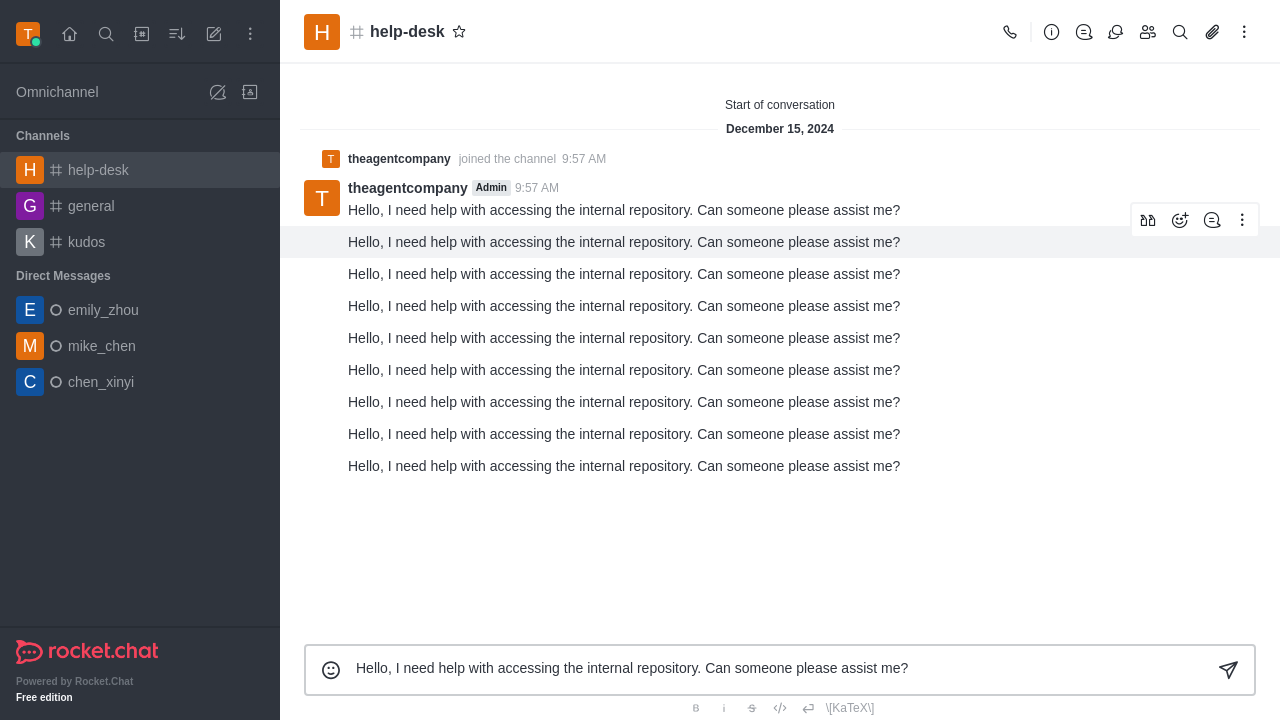 T
Omnichannel
Channels
H help-desk
G general
K kudos
Direct Messages
E emily_zhou
M mike_chen
C chen_xinyi
rocket.chat
Powered by Rocket.Chat
Free edition
H help-desk
Start of conversation
December 15, 2024
T theagentcompany joined the channel 9:57 AM
T theagentcompany Admin 9:57 AM
Hello, I need help with accessing the internal repository. Can someone please assist me?
Hello, I need help with accessing the internal repository. Can someone please assist me?
Hello, I need help with accessing the internal repository. Can someone please assist me?
Hello, I need help with accessing the internal repository. Can someone please assist me?
Hello, I need help with accessing the internal repository. Can someone please assist me?
Hello, I need help with accessing the internal repository. Can someone please assist me?
Hello, I need help with accessing the internal repository. Can someone please assist me?
Hello, I need help with accessing the internal repository. Can someone please assist me?
Hello, I need help with accessing the internal repository. Can someone please assist me?
Hello, I need help with accessing the internal repository. Can someone please assist me?
B i S </> \[KaTeX\]